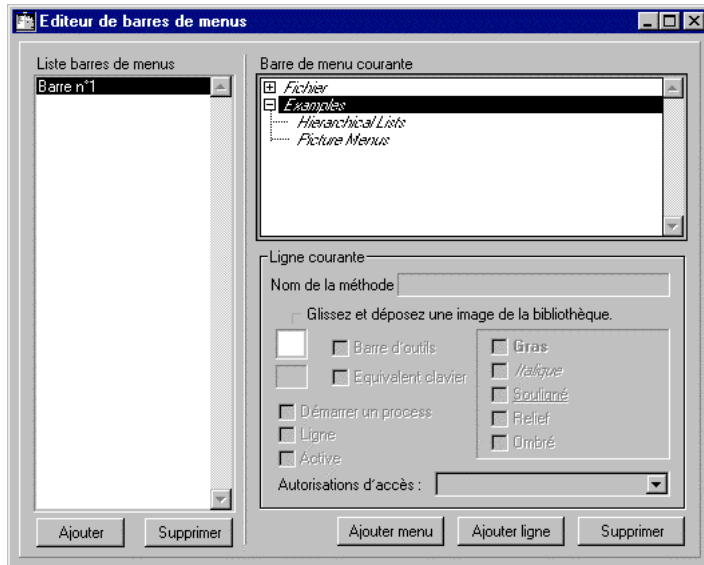 Editeur de barres de menus
Liste barres de menus
Barre n°1
Ajouter
Supprimer
Barre de menu courante
Fichier
Examples
Hierarchical Lists
Picture Menus
Ligne courante
Nom de la méthode
Glissez et déposez une image de la bibliothèque.
Barre d'outils
Equivalent clavier
Démarrer un process
Ligne
Active
Gras
Italique
Souligné
Relief
Ombré
Autorisations d'accès :
Ajouter menu
Ajouter ligne
Supprimer